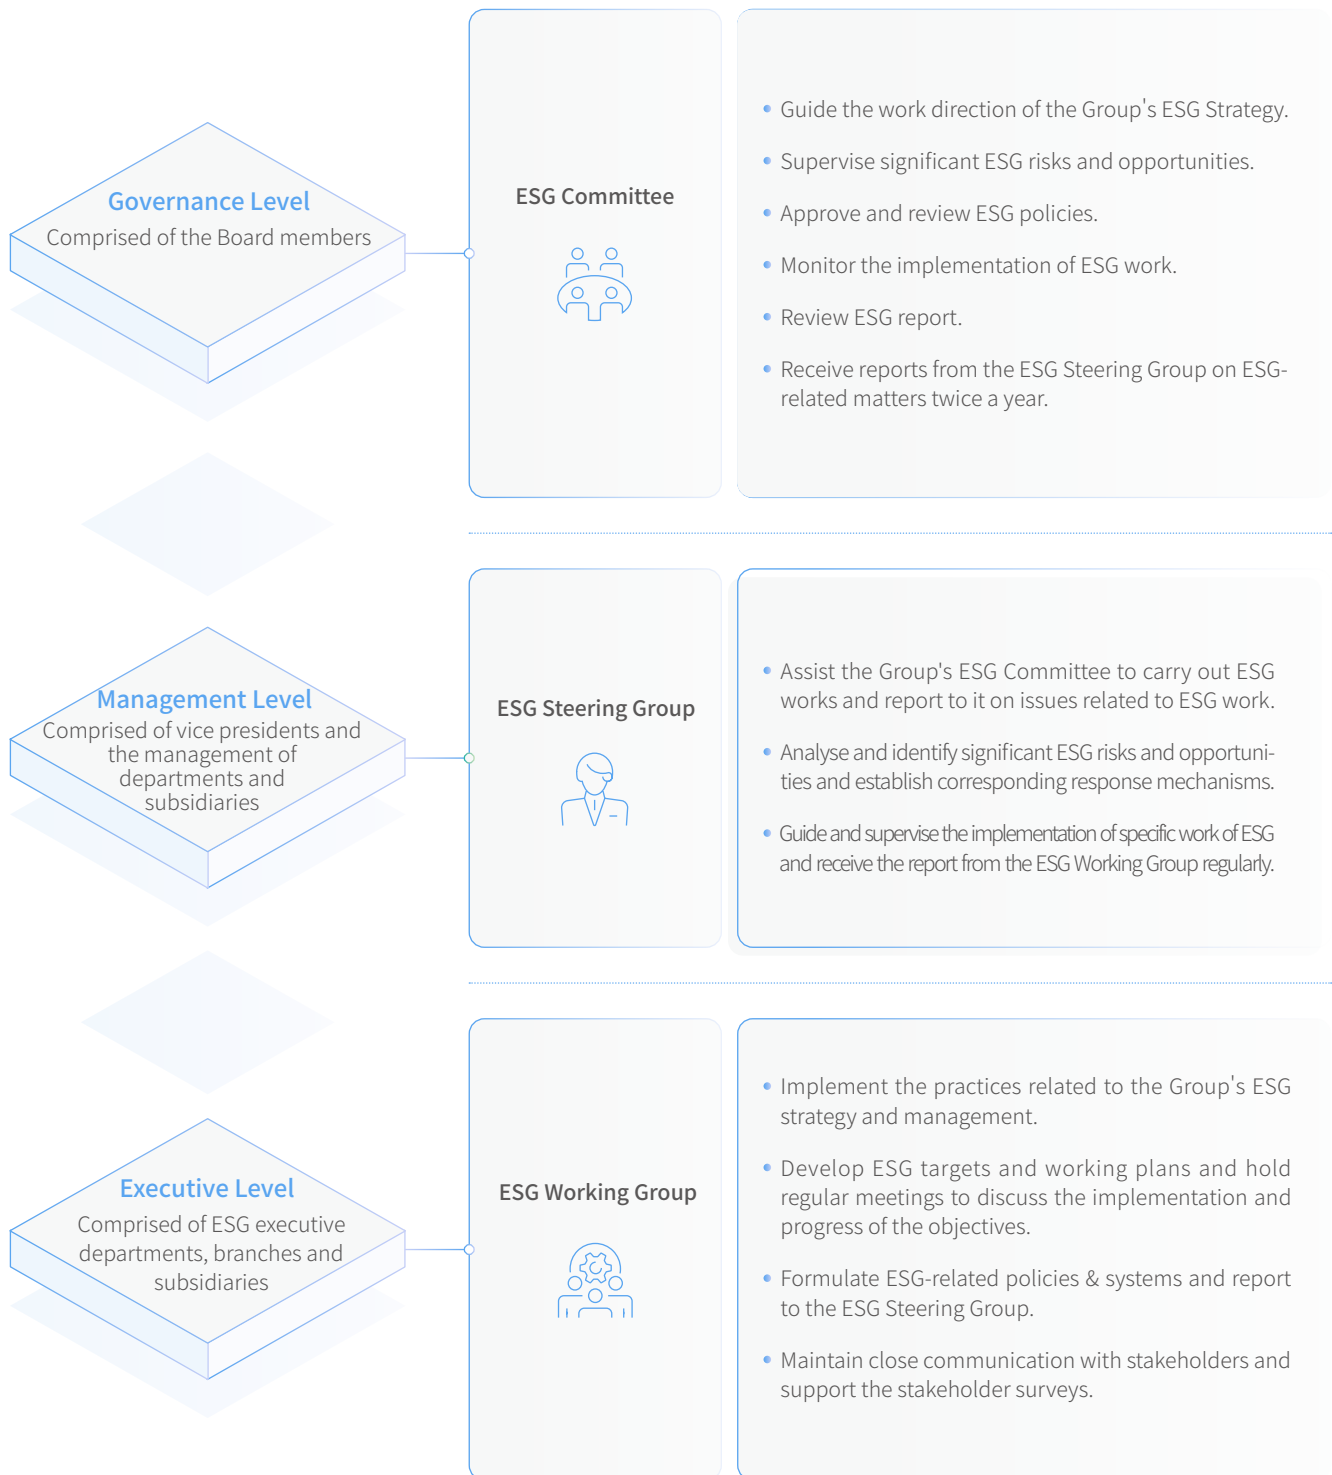 Governance Level
Comprised of the Board members
ESG Committee
• Guide the work direction of the Group's ESG Strategy.
• Supervise significant ESG risks and opportunities.
• Approve and review ESG policies.
• Monitor the implementation of ESG work.
• Review ESG report.
• Receive reports from the ESG Steering Group on ESG-
related matters twice a year.
Management Level
Comprised of vice presidents and
the management of
departments and
subsidiaries
ESG Steering Group
• Assist the Group's ESG Committee to carry out ESG
works and report to it on issues related to ESG work.
• Analyse and identify significant ESG risks and opportuni-
ties and establish corresponding response mechanisms.
• Guide and supervise the implementation of specific work of ESG
and receive the report from the ESG Working Group regularly.
Executive Level
Comprised of ESG executive
departments, branches and
subsidiaries
ESG Working Group
• Implement the practices related to the Group's ESG
strategy and management.
• Develop ESG targets and working plans and hold
regular meetings to discuss the implementation and
progress of the objectives.
• Formulate ESG-related policies & systems and report
to the ESG Steering Group.
• Maintain close communication with stakeholders and
support the stakeholder surveys.